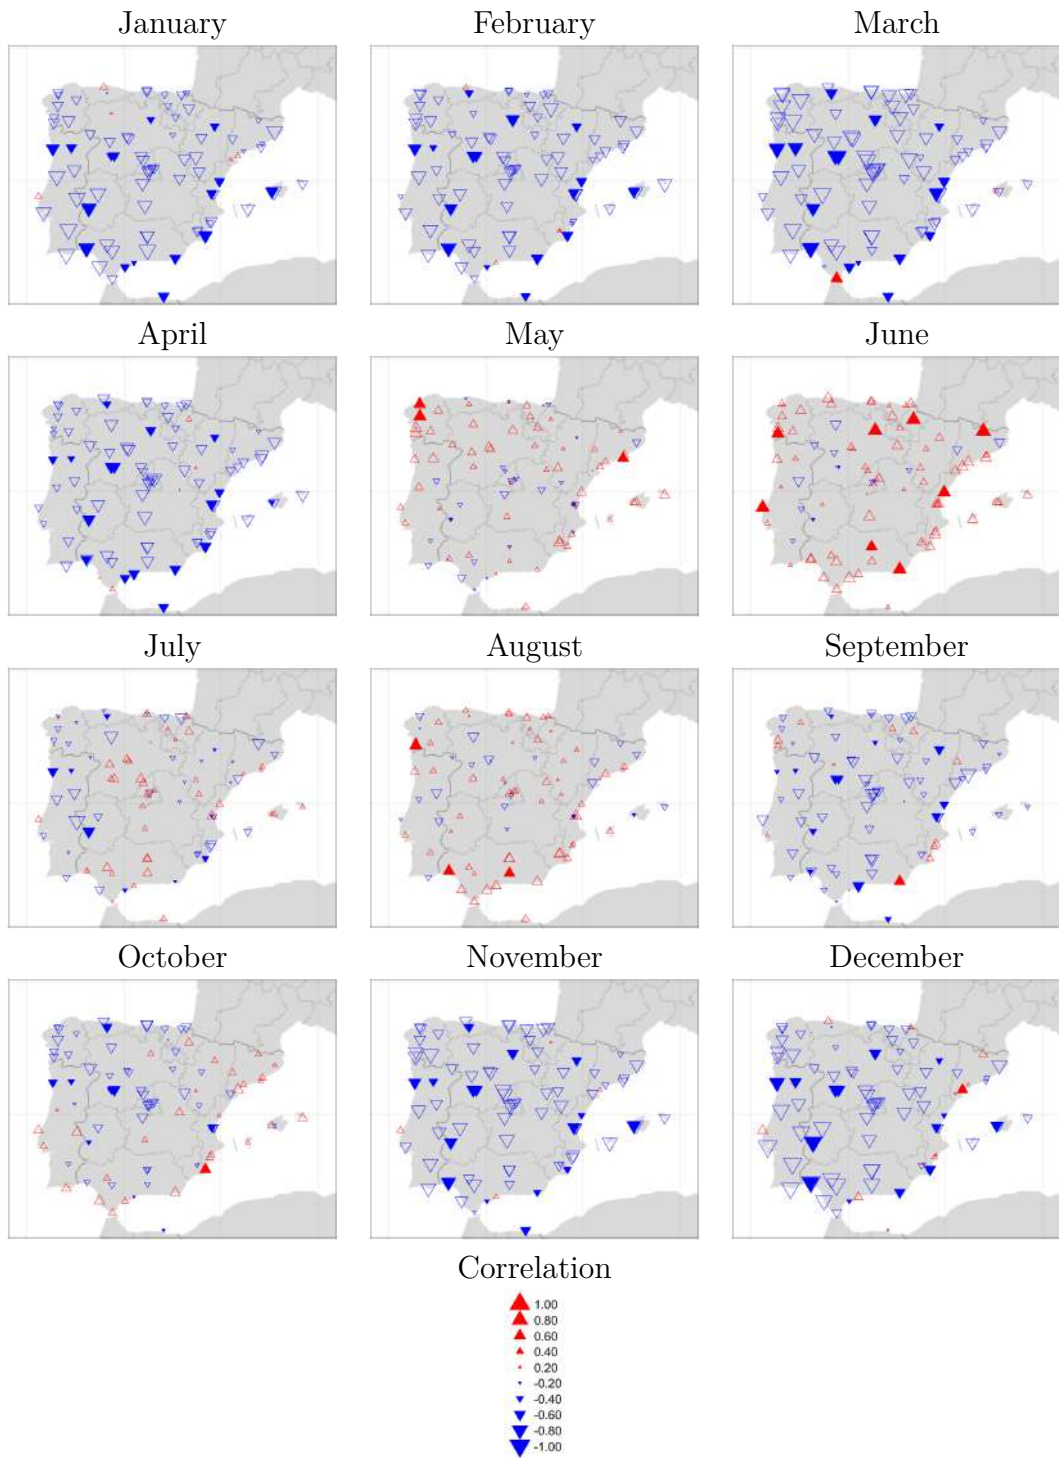 January February March
April May June
July August September
October November December
Correlation
1.00
0.80
0.60
0.40
0.20
-0.20
-0.40
-0.60
-0.80
-1.00